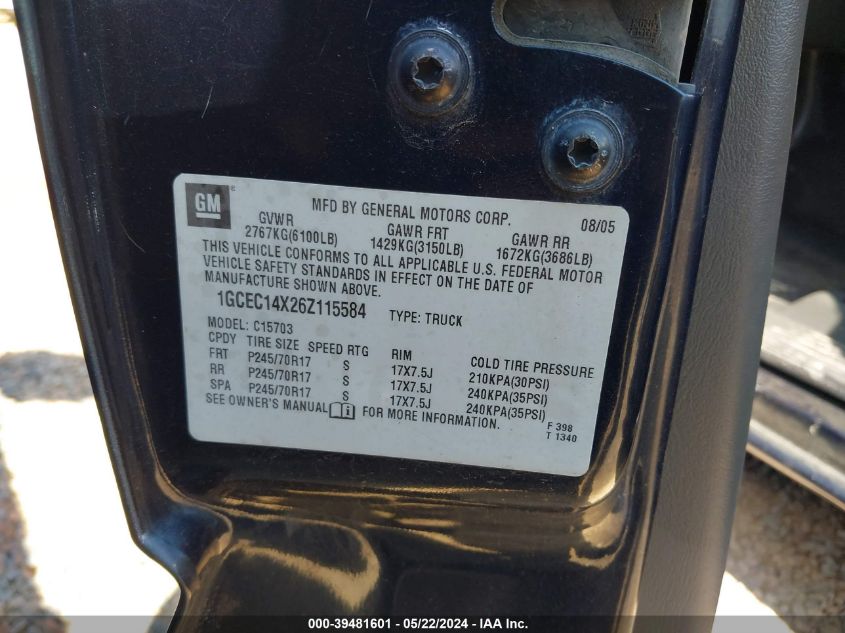 GM
MFD BY GENERAL MOTORS CORP. 08/05
GVWR GAWR FRT GAWR RR
2767KG(6100LB) 1429KG(3150LB) 1672KG(3686LB)
THIS VEHICLE CONFORMS TO ALL APPLICABLE U.S. FEDERAL MOTOR
VEHICLE SAFETY STANDARDS IN EFFECT ON THE DATE OF
MANUFACTURE SHOWN ABOVE.
1GCEC14X26Z115584 TYPE: TRUCK
MODEL: C15703
CPDY TIRE SIZE SPEED RTG RIM COLD TIRE PRESSURE
FRT P245/70R17 S 17X7.5J 210KPA(30PSI)
RR P245/70R17 S 17X7.5J 240KPA(35PSI)
SPA P245/70R17 S 17X7.5J 240KPA(35PSI)
SEE OWNER'S MANUAL FOR MORE INFORMATION.
F 398
T 1340
000-39481601 - 05/22/2024 - IAA Inc.